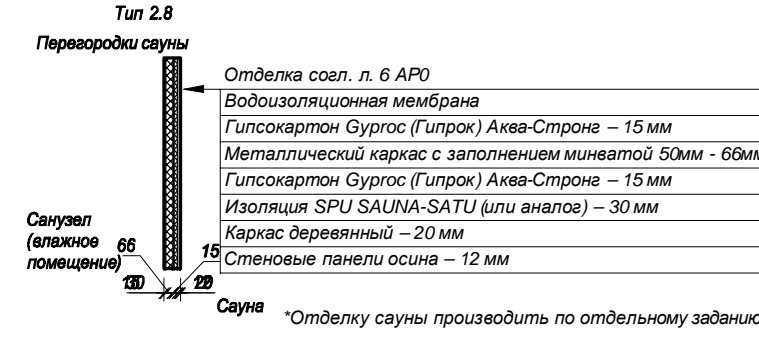 Тип 2.8
Перегородки сауны
Отделка согл. л. 6 АР0
Водоизоляционная мембрана
Гипсокартон Gyproc (Гипрок) Аква-Стронг – 15 мм
Металлический каркас с заполнением минватой 50мм - 66мм
Гипсокартон Gyproc (Гипрок) Аква-Стронг – 15 мм
Изоляция SPU SAUNA-SATU (или аналог) – 30 мм
Каркас деревянный – 20 мм
Стеновые панели осина – 12 мм
Санузел
(влажное
помещение)
66
15
Сауна
*Отделку сауны производить по отдельному заданию